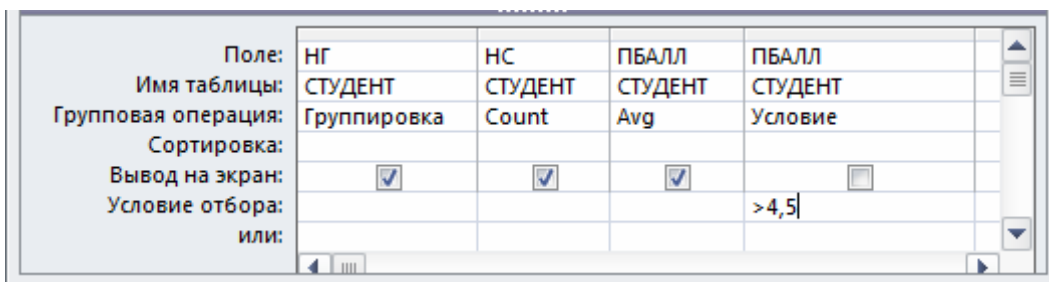 Поле: НГ НС ПБАЛЛ ПБАЛЛ
Имя таблицы: СТУДЕНТ СТУДЕНТ СТУДЕНТ СТУДЕНТ
Групповая операция: Группировка Count Avg Условие
Сортировка:
Вывод на экран:
Условие отбора: >4,5
или: